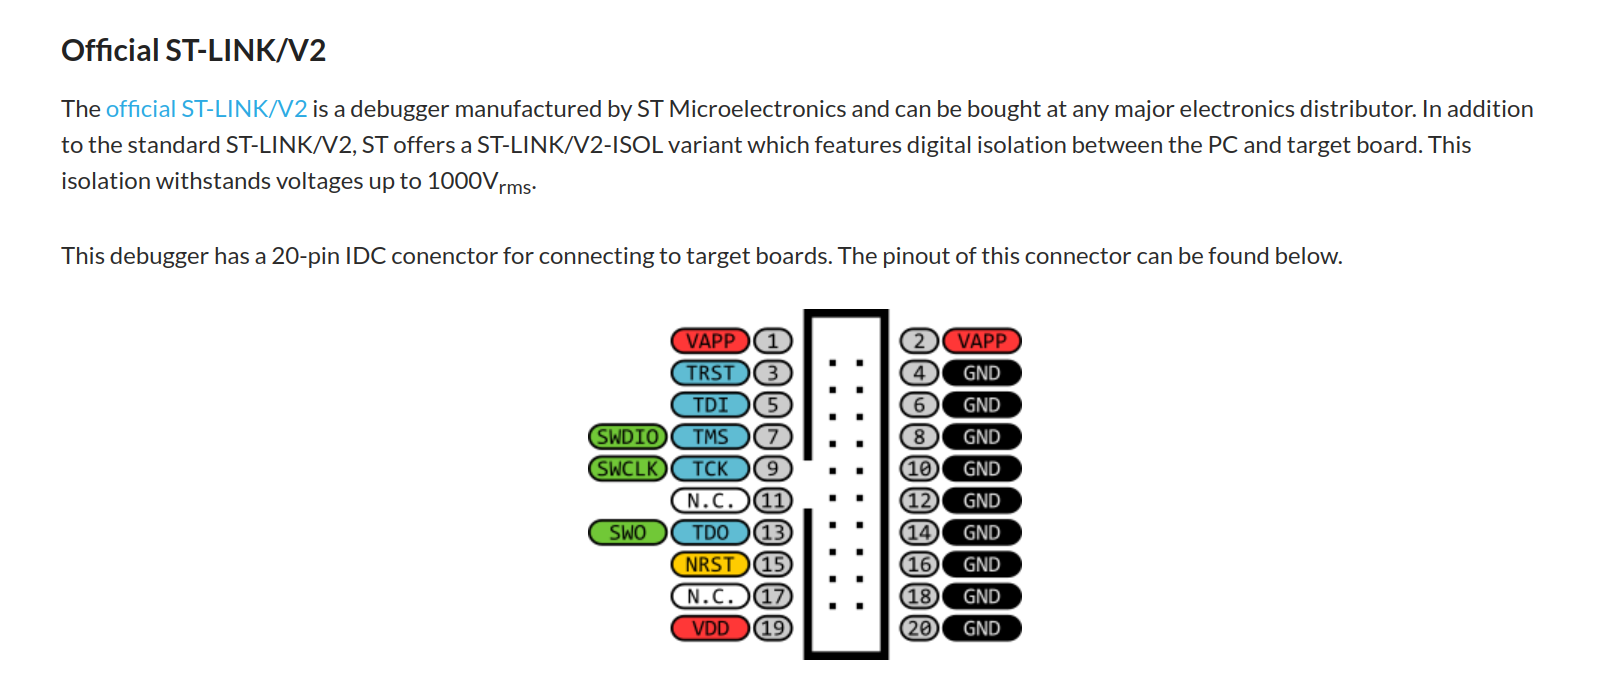 Official ST-LINK/V2
The official ST-LINK/V2 is a debugger manufactured by ST Microelectronics and can be bought at any major electronics distributor. In addition
to the standard ST-LINK/V2, ST offers a ST-LINK/V2-ISOL variant which features digital isolation between the PC and target board. This
isolation withstands voltages up to 1000Vrms.
This debugger has a 20-pin IDC conenctor for connecting to target boards. The pinout of this connector can be found below.
VAPP 1 2 VAPP
TRST 3 4 GND
TDI 5 6 GND
SWDIO TMS 7 8 GND
SWCLK TCK 9 10 GND
N.C. 11 12 GND
SWO TDO 13 14 GND
NRST 15 16 GND
N.C. 17 18 GND
VDD 19 20 GND